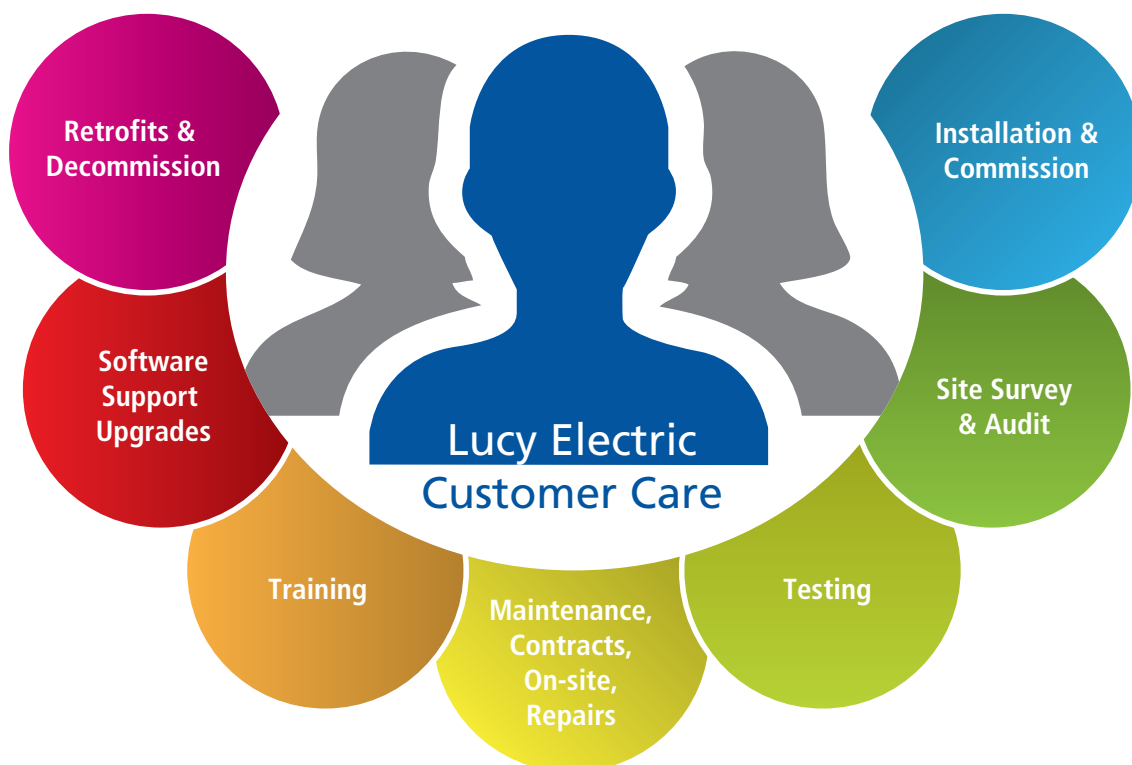 Retrofits &
Decommission
Installation &
Commission
Software
Support
Upgrades
Site Survey
& Audit
Lucy Electric
Customer Care
Training
Maintenance,
Contracts,
On-site,
Repairs
Testing